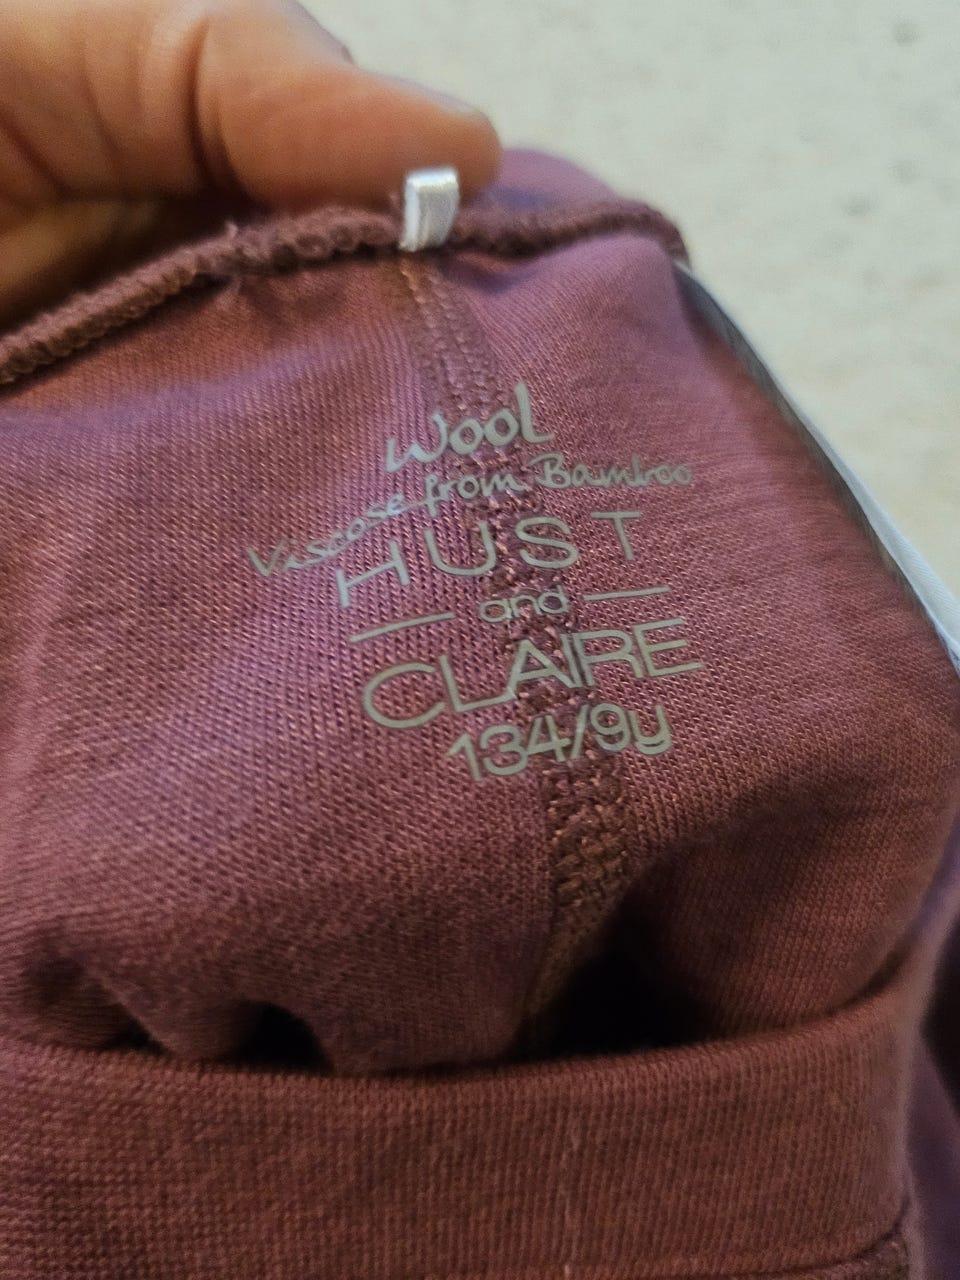 Wool
Viscose from Bamboo
HUST
and
CLAIRE
134/9y